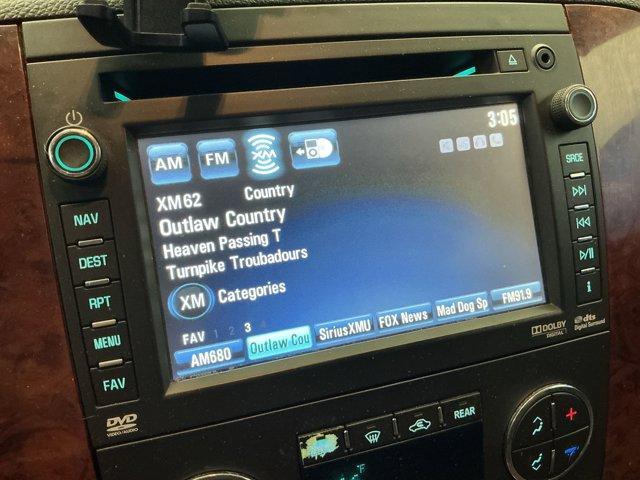 3:05
AM FM XM
XM62 Country
Outlaw Country
Heaven Passing T
Turnpike Troubadours
XM Categories
FAV 1 2 3 4
AM680 Outlaw Cou SiriusXMU FOX News Mad Dog Sp FM91.9
NAV
DEST
RPT
MENU
FAV
SRCE
i
DVD
VIDEO/AUDIO
DOLBY
DIGITAL
dts
Digital Surround
REAR
°F